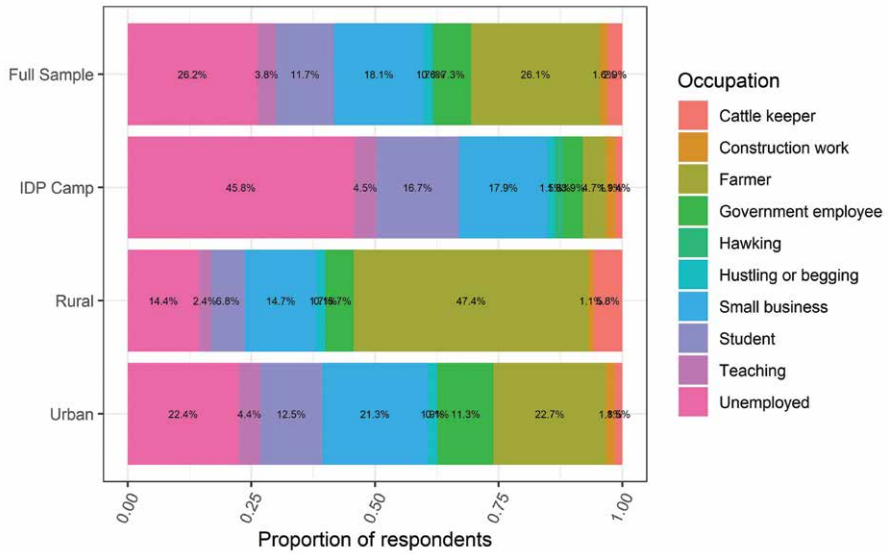 Full Sample
26.2% 3.8% 11.7% 18.1% 7.3% 26.1%
IDP Camp
45.8% 4.5% 16.7% 17.9% 4.7%
Rural
14.4% 2.4% 6.8% 14.7% 47.4% 1.1% 5.8%
Urban
22.4% 4.4% 12.5% 21.3% 11.3% 22.7%
0.00 0.25 0.50 0.75 1.00
Proportion of respondents
Occupation
Cattle keeper
Construction work
Farmer
Government employee
Hawking
Hustling or begging
Small business
Student
Teaching
Unemployed